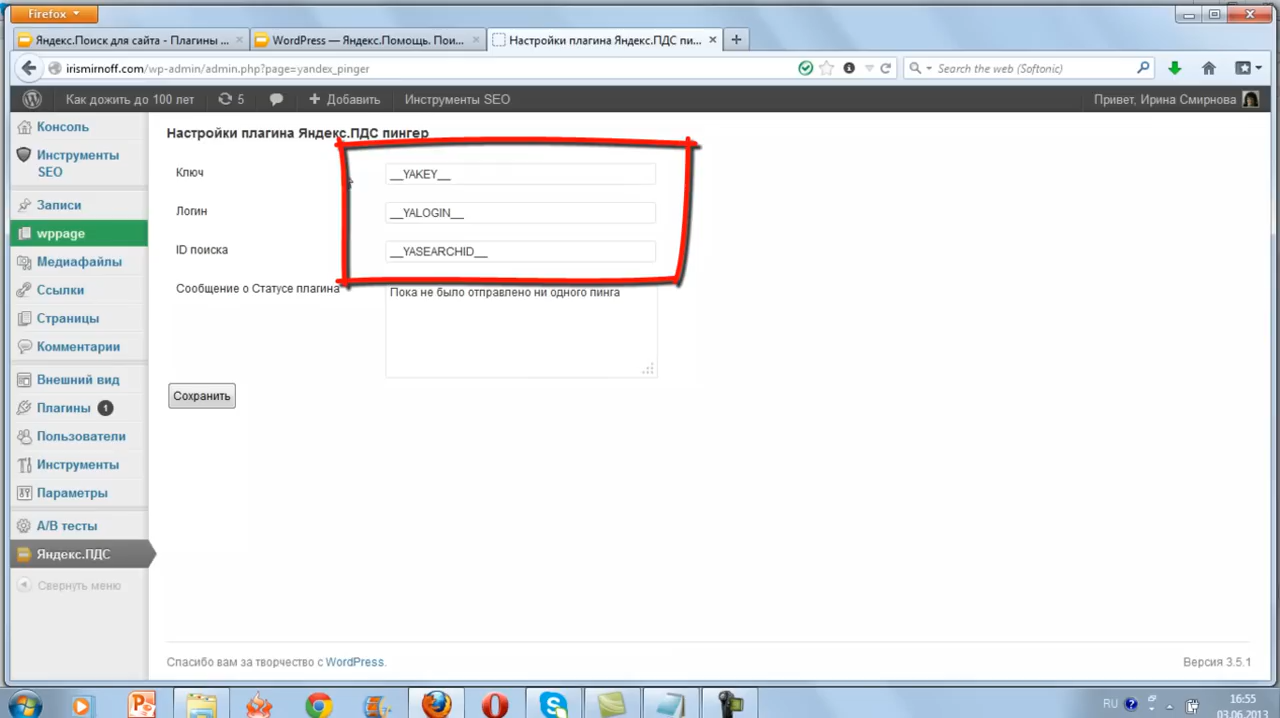 Firefox
Яндекс.Поиск для сайта - Плагины ...
WordPress — Яндекс.Помощь. Пои...
Настройки плагина Яндекс.ПДС пи...
irismirnoff.com/wp-admin/admin.php?page=yandex_pinger
Search the web (Softonic)
Как дожить до 100 лет
5
Добавить
Инструменты SEO
Привет, Ирина Смирнова
Консоль
Инструменты
SEO
Записи
wppage
Медиафайлы
Ссылки
Страницы
Комментарии
Внешний вид
Плагины 1
Пользователи
Инструменты
Параметры
A/B тесты
Яндекс.ПДС
Свернуть меню
Настройки плагина Яндекс.ПДС пингер
Ключ
__YAKEY__
Логин
__YALOGIN__
ID поиска
__YASEARCHID__
Сообщение о Статусе плагина
Пока не было отправлено ни одного пинга
Сохранить
Спасибо вам за творчество с WordPress.
Версия 3.5.1
RU
16:55
03.06.2013